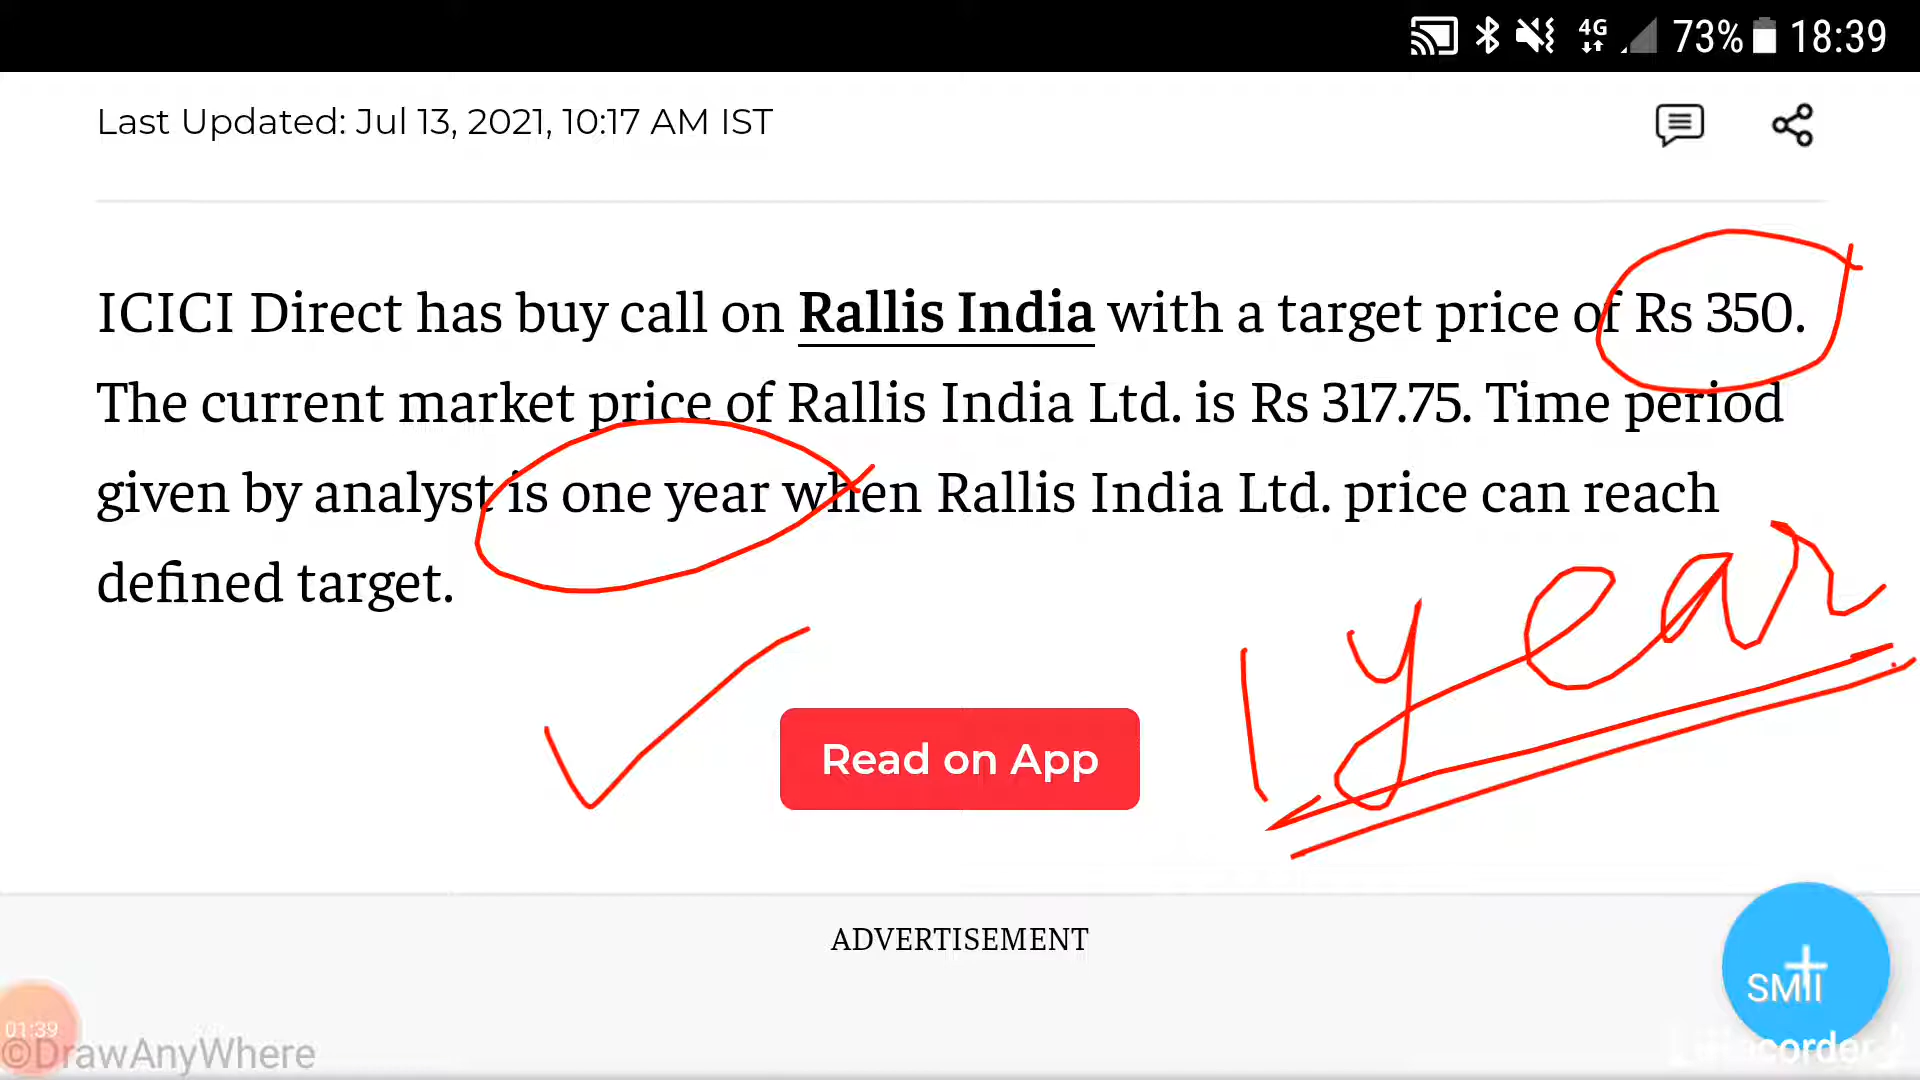 4G 73% 18:39
Last Updated: Jul 13, 2021, 10:17 AM IST
ICICI Direct has buy call on Rallis India with a target price of Rs 350.
The current market price of Rallis India Ltd. is Rs 317.75. Time period
given by analyst is one year when Rallis India Ltd. price can reach
defined target.
1 year
Read on App
ADVERTISEMENT
01:39
©DrawAnyWhere